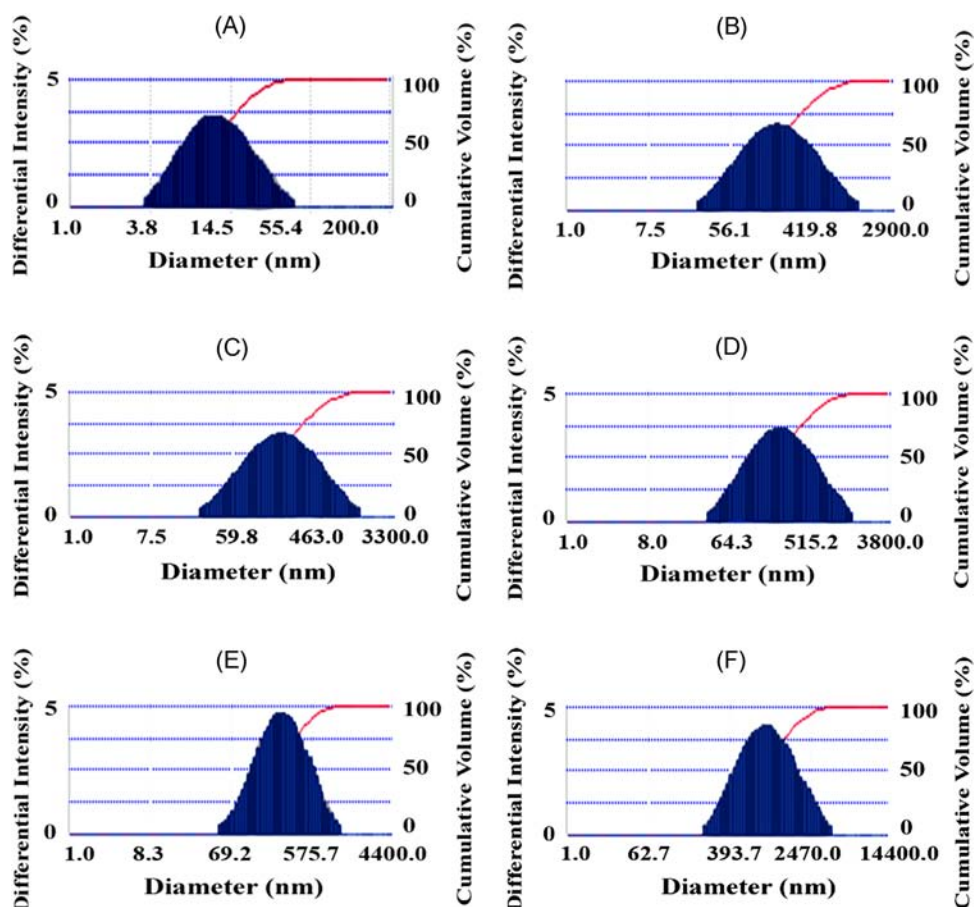 (A)
Differential Intensity (%)
5
0
100
50
0
Cumulative Volume (%)
1.0 3.8 14.5 55.4 200.0
Diameter (nm)
(B)
Differential Intensity (%)
5
0
100
50
0
Cumulative Volume (%)
1.0 7.5 56.1 419.8 2900.0
Diameter (nm)
(C)
Differential Intensity (%)
5
0
100
50
0
Cumulative Volume (%)
1.0 7.5 59.8 463.0 3300.0
Diameter (nm)
(D)
Differential Intensity (%)
5
0
100
50
0
Cumulative Volume (%)
1.0 8.0 64.3 515.2 3800.0
Diameter (nm)
(E)
Differential Intensity (%)
5
0
100
50
0
Cumulative Volume (%)
1.0 8.3 69.2 575.7 4400.0
Diameter (nm)
(F)
Differential Intensity (%)
5
0
100
50
0
Cumulative Volume (%)
1.0 62.7 393.7 2470.0 14400.0
Diameter (nm)